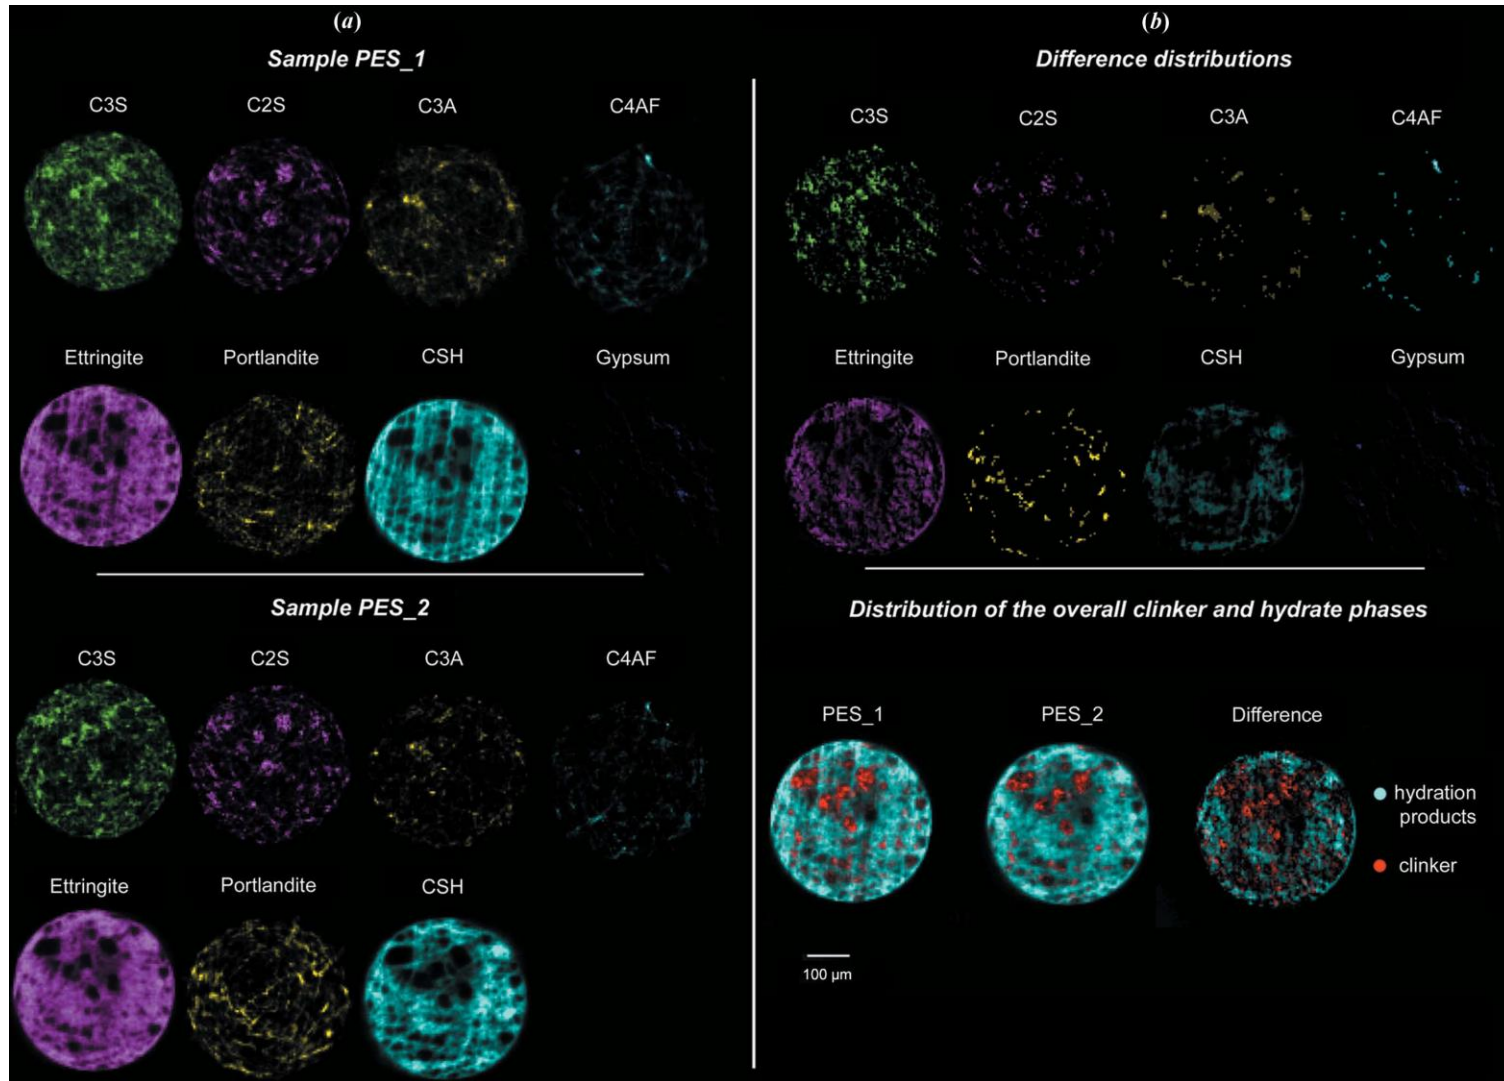 (a)
Sample PES_1
C3S C2S C3A C4AF
Ettringite Portlandite CSH Gypsum
Sample PES_2
C3S C2S C3A C4AF
Ettringite Portlandite CSH
(b)
Difference distributions
C3S C2S C3A C4AF
Ettringite Portlandite CSH Gypsum
Distribution of the overall clinker and hydrate phases
PES_1 PES_2 Difference
hydration
products
clinker
100 µm